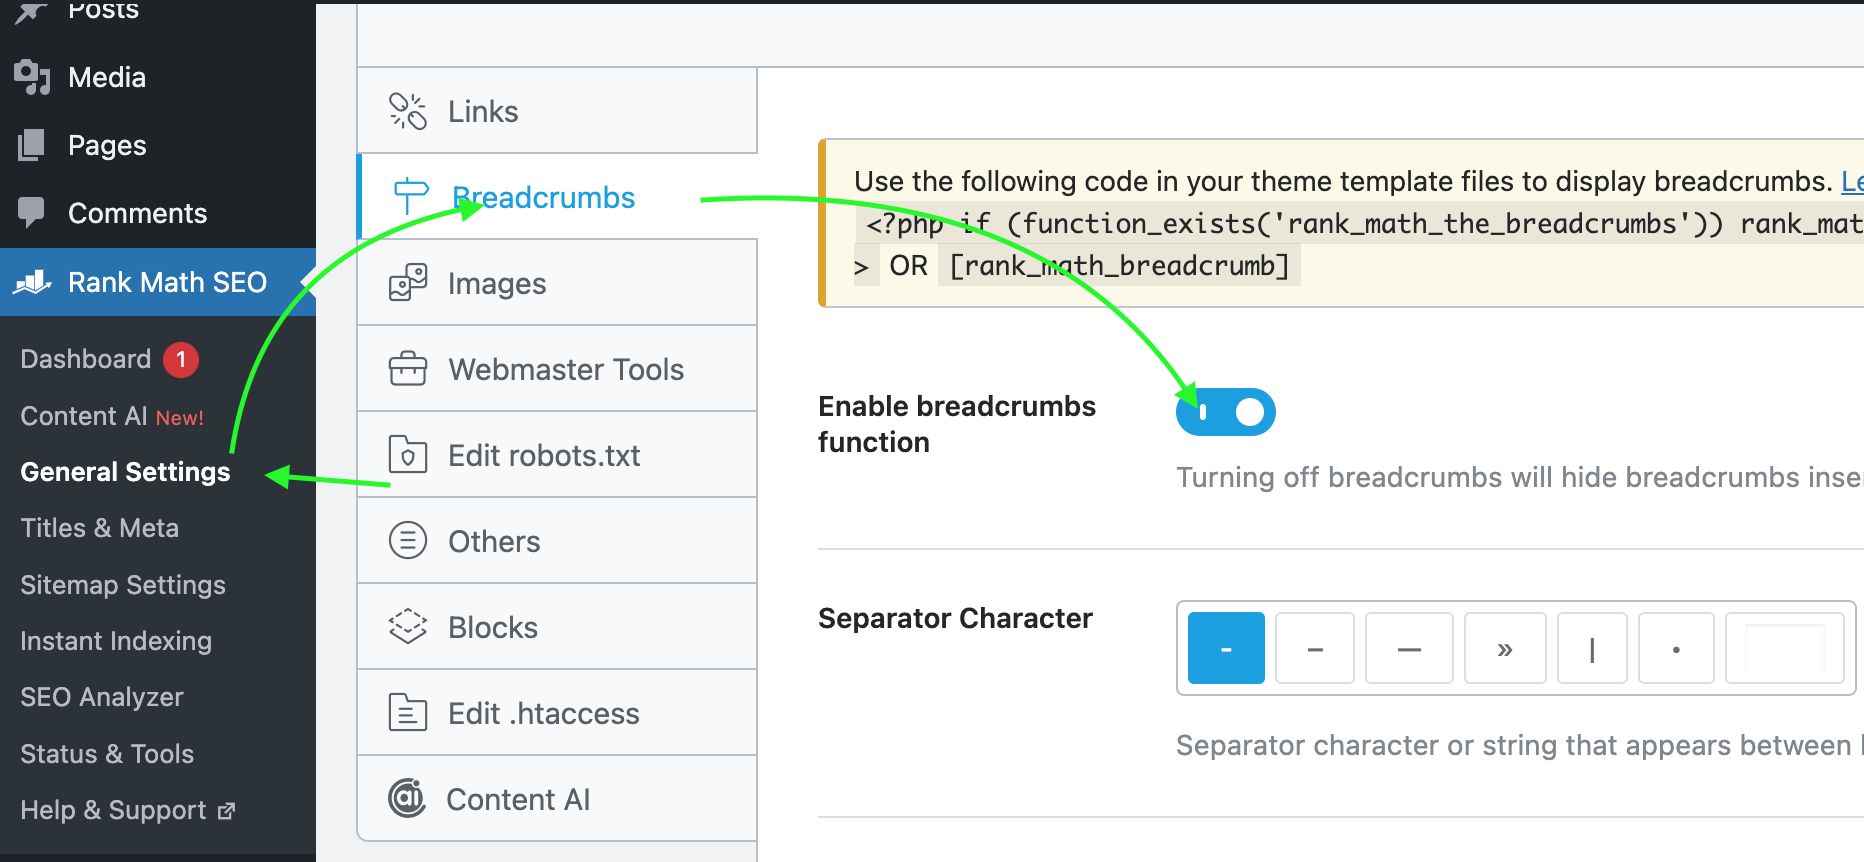 Posts
Media
Pages
Comments
Rank Math SEO
Dashboard 1
Content AI New!
General Settings
Titles & Meta
Sitemap Settings
Instant Indexing
SEO Analyzer
Status & Tools
Help & Support
Links
Breadcrumbs
Images
Webmaster Tools
Edit robots.txt
Others
Blocks
Edit .htaccess
Content AI
Use the following code in your theme template files to display breadcrumbs.
<?php if (function_exists('rank_math_the_breadcrumbs')) rank_mat
> OR [rank_math_breadcrumb]
Enable breadcrumbs
function
Turning off breadcrumbs will hide breadcrumbs
Separator Character
- – — » | •
Separator character or string that appears between